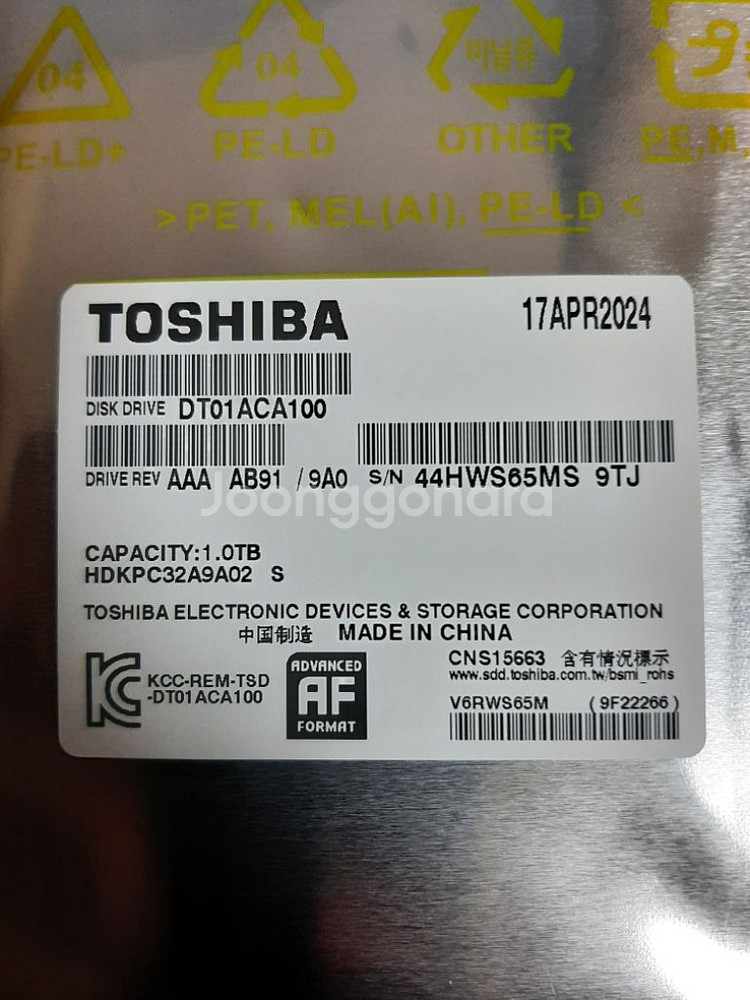 04 04 비닐류
PE-LD+ PE-LD OTHER PE,M,
>PET, MEL(Al), PE-LD <
TOSHIBA 17APR2024
DISK DRIVE DT01ACA100
DRIVE REV AAA AB91 /9A0 S/N 44HWS65MS 9TJ
Joonggonara
CAPACITY:1.0TB
HDKPC32A9A02 S
TOSHIBA ELECTRONIC DEVICES & STORAGE CORPORATION
中国制造 MADE IN CHINA
KCC-REM-TSD
-DT01ACA100
ADVANCED
AF
FORMAT
CNS15663 含有情況標示
www.sdd.toshiba.com.tw/bsmi_rohs
V6RWS65M (9F22266)